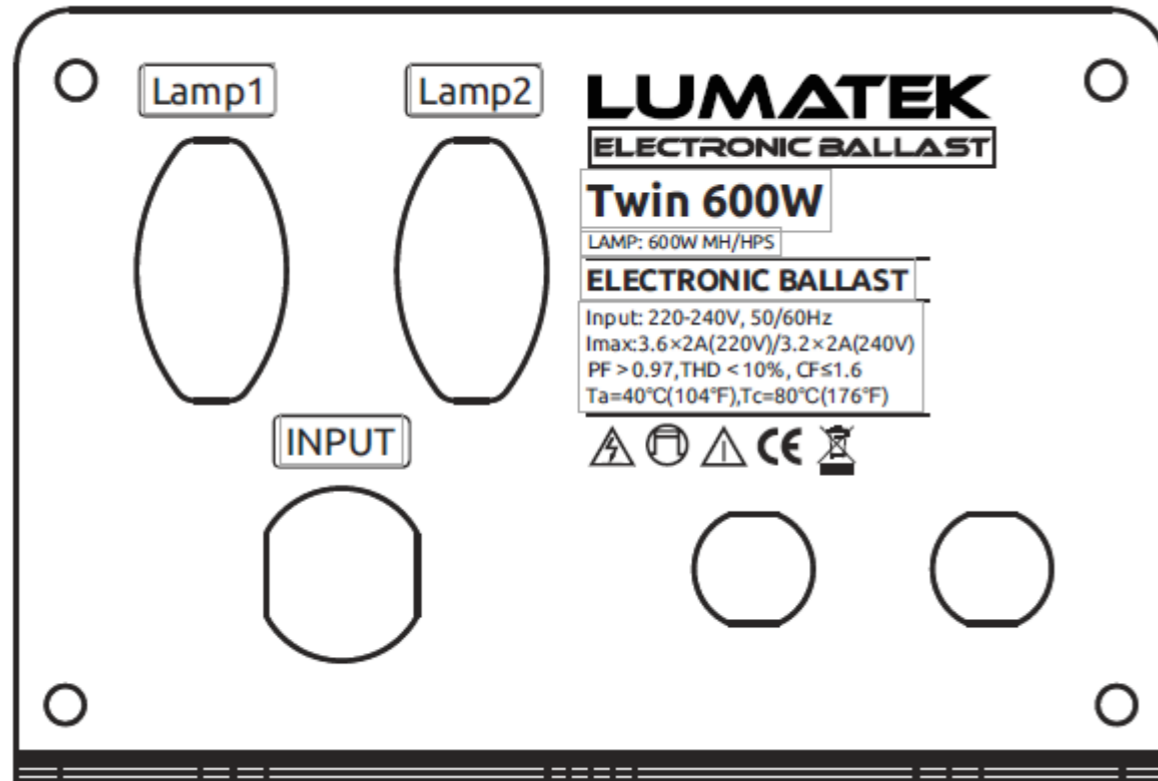 Lamp1
Lamp2
LUMATEK
ELECTRONIC BALLAST
Twin 600W
LAMP: 600W MH/HPS
ELECTRONIC BALLAST
Input: 220-240V, 50/60Hz
Imax:3.6×2A(220V)/3.2×2A(240V)
PF > 0.97,THD < 10%, CF≤1.6
Ta=40℃(104℉),Tc=80℃(176℉)
INPUT
CE